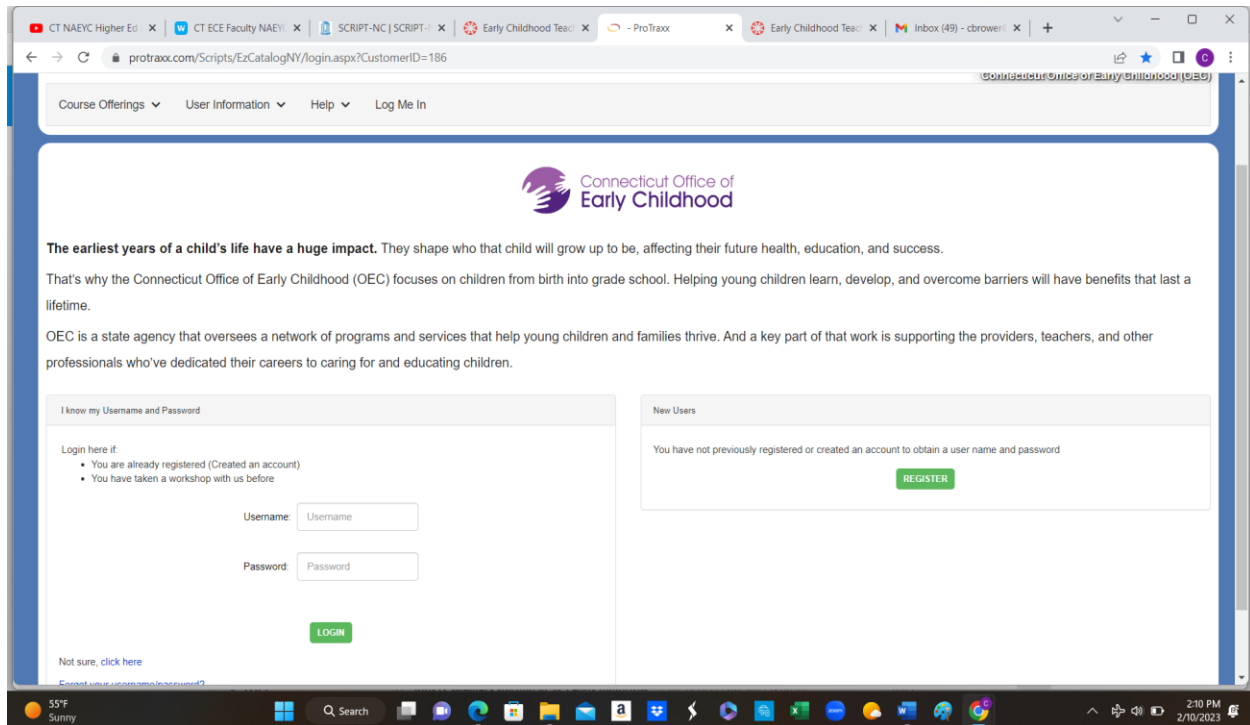 CT NAEYC Higher Ed
CT ECE Faculty NAEYC
SCRIPT-NC | SCRIPT-
Early Childhood Teac
- ProTraxx
Early Childhood Teac
Inbox (49) - cbrower
protraxx.com/Scripts/EzCatalogNY/login.aspx?CustomerID=186
C
Connecticut Office of Early Childhood (OEC)
Course Offerings
User Information
Help
Log Me In
Connecticut Office of
Early Childhood
The earliest years of a child's life have a huge impact. They shape who that child will grow up to be, affecting their future health, education, and success.
That's why the Connecticut Office of Early Childhood (OEC) focuses on children from birth into grade school. Helping young children learn, develop, and overcome barriers will have benefits that last a
lifetime.
OEC is a state agency that oversees a network of programs and services that help young children and families thrive. And a key part of that work is supporting the providers, teachers, and other
professionals who've dedicated their careers to caring for and educating children.
I know my Username and Password
Login here if:
• You are already registered (Created an account)
• You have taken a workshop with us before
Username: Username
Password: Password
LOGIN
Not sure, click here
Forgot your username/password?
New Users
You have not previously registered or created an account to obtain a user name and password
REGISTER
55°F
Sunny
Search
2:10 PM
2/10/2023